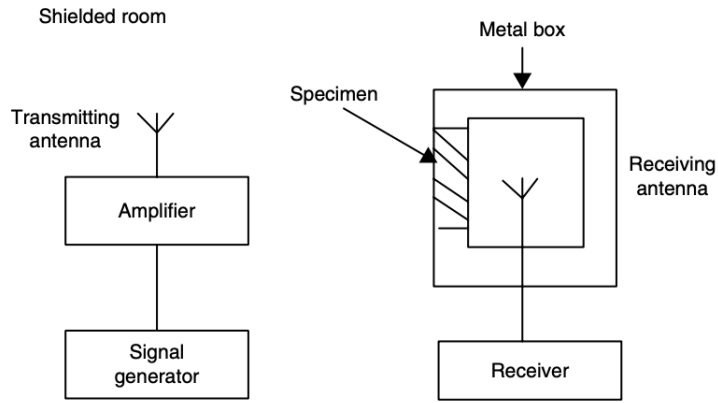 Shielded room
Metal box
Specimen
Transmitting
antenna
Receiving
antenna
Amplifier
Signal
generator
Receiver